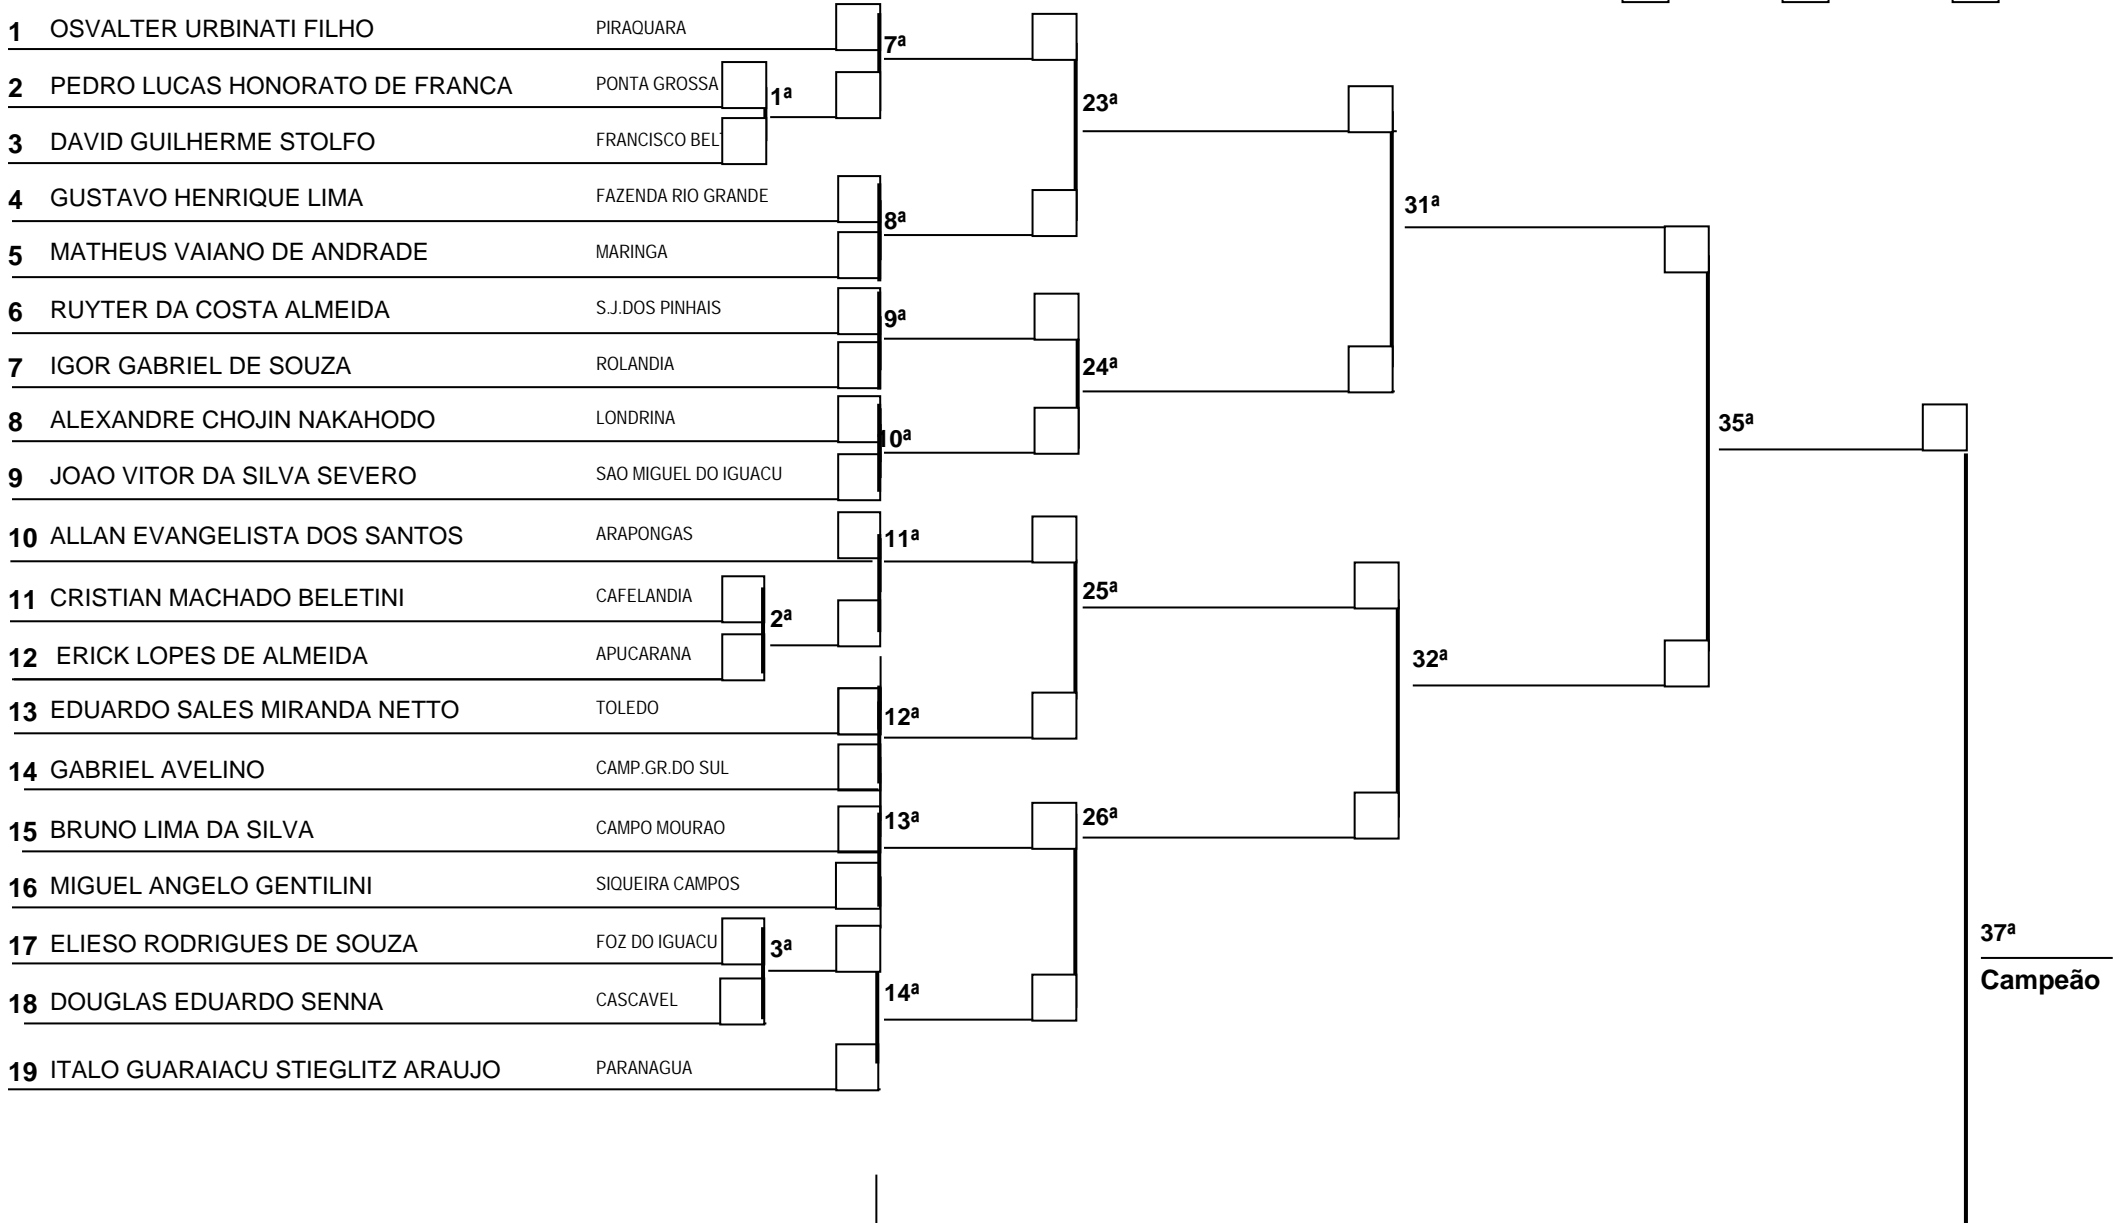 1 OSVALTER URBINATI FILHO PIRAQUARA
7ª
2 PEDRO LUCAS HONORATO DE FRANCA PONTA GROSSA
1ª
23ª
3 DAVID GUILHERME STOLFO FRANCISCO BEL
4 GUSTAVO HENRIQUE LIMA FAZENDA RIO GRANDE
8ª
31ª
5 MATHEUS VAIANO DE ANDRADE MARINGA
6 RUYTER DA COSTA ALMEIDA S.J.DOS PINHAIS
9ª
7 IGOR GABRIEL DE SOUZA ROLANDIA
24ª
8 ALEXANDRE CHOJIN NAKAHODO LONDRINA
0ª
35ª
9 JOAO VITOR DA SILVA SEVERO SAO MIGUEL DO IGUACU
10 ALLAN EVANGELISTA DOS SANTOS ARAPONGAS
11ª
11 CRISTIAN MACHADO BELETINI CAFELANDIA
2ª
25ª
12 ERICK LOPES DE ALMEIDA APUCARANA
32ª
13 EDUARDO SALES MIRANDA NETTO TOLEDO
12ª
14 GABRIEL AVELINO CAMP.GR.DO SUL
15 BRUNO LIMA DA SILVA CAMPO MOURAO
13ª
26ª
16 MIGUEL ANGELO GENTILINI SIQUEIRA CAMPOS
17 ELIESO RODRIGUES DE SOUZA FOZ DO IGUACU
3ª
37ª
18 DOUGLAS EDUARDO SENNA CASCAVEL
14ª
Campeão
19 ITALO GUARAIACU STIEGLITZ ARAUJO PARANAGUA